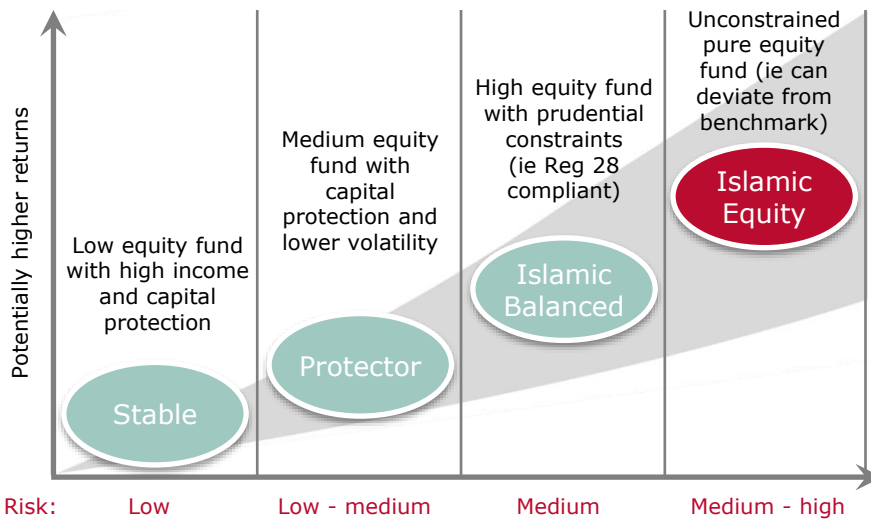 Potentially higher returns
Low equity fund
with high income
and capital
protection
Stable
Medium equity
fund with
capital
protection and
lower volatility
Protector
High equity fund
with prudential
constraints
(ie Reg 28
compliant)
Islamic
Balanced
Unconstrained
pure equity
fund (ie can
deviate from
benchmark)
Islamic
Equity
Risk: Low Low - medium Medium Medium - high